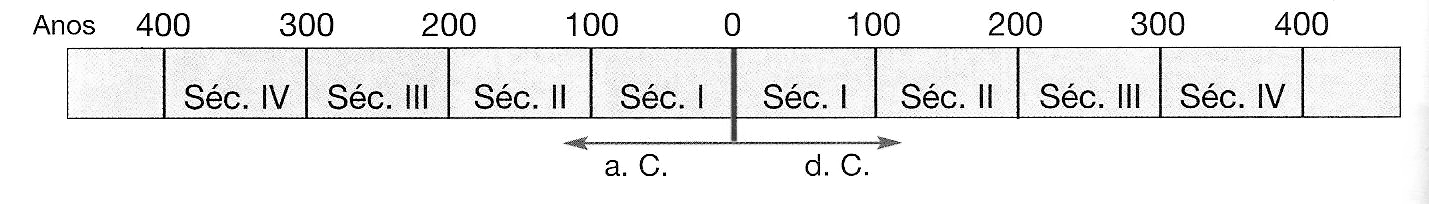 Anos 400 300 200 100 0 100 200 300 400
Séc. IV Séc. III Séc. II Séc. I Séc. I Séc. II Séc. III Séc. IV
a. C. d. C.